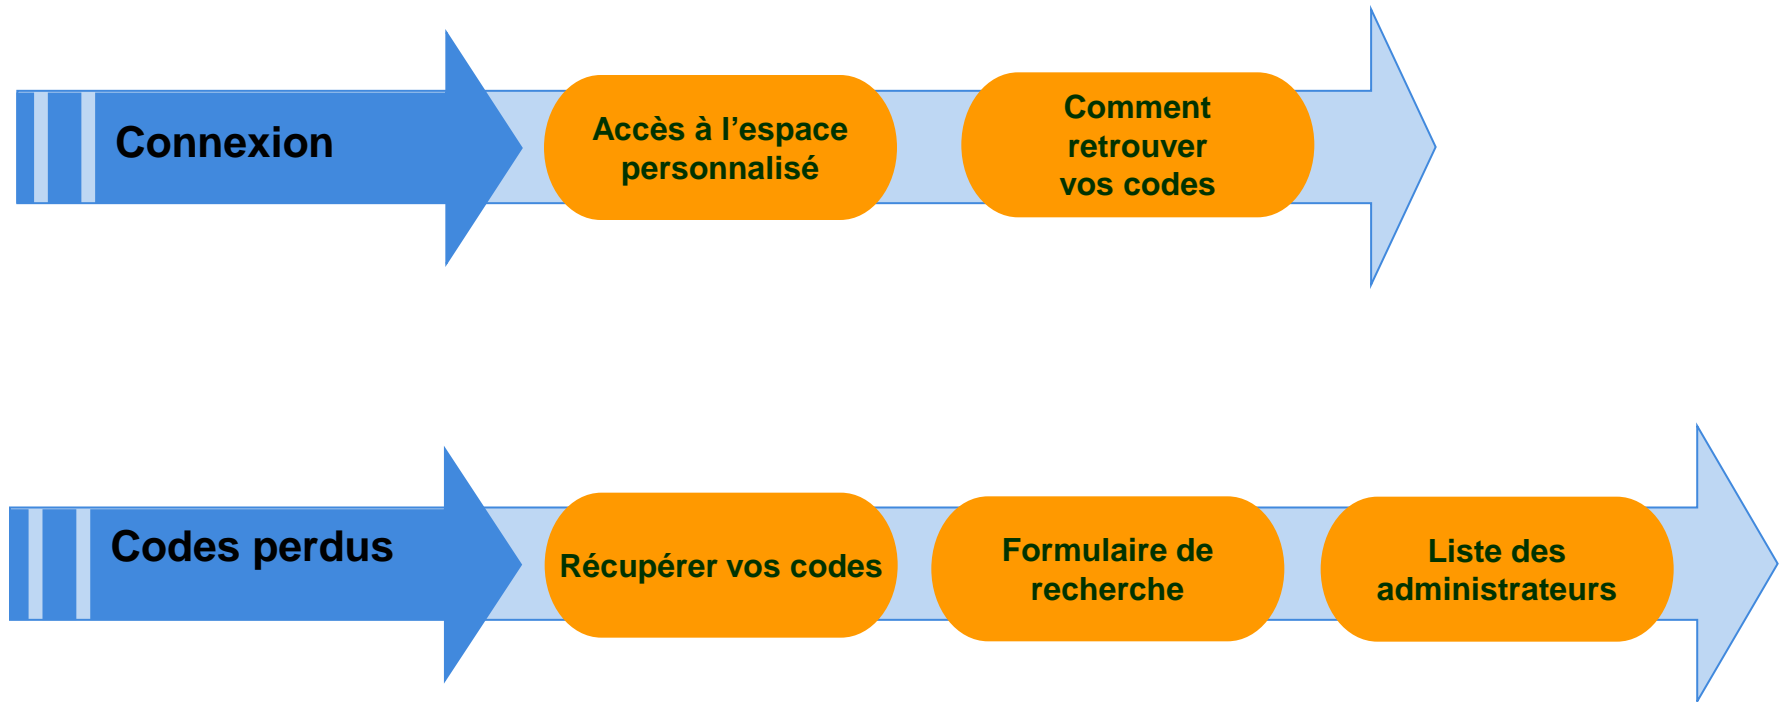 Connexion
Accès à l’espace
personnalisé
Comment
retrouver
vos codes
Codes perdus
Récupérer vos codes
Formulaire de
recherche
Liste des
administrateurs